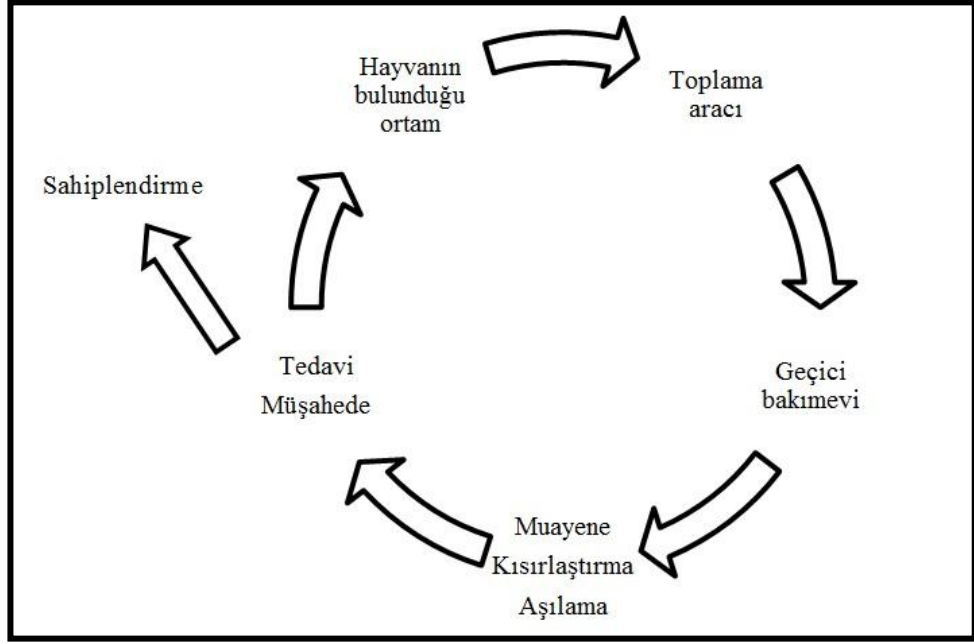 Hayvanın
bulunduğu
ortam
Toplama
aracı
Geçici
bakımevi
Muayene
Kısırlaştırma
Aşılama
Tedavi
Müşahede
Sahiplendirme